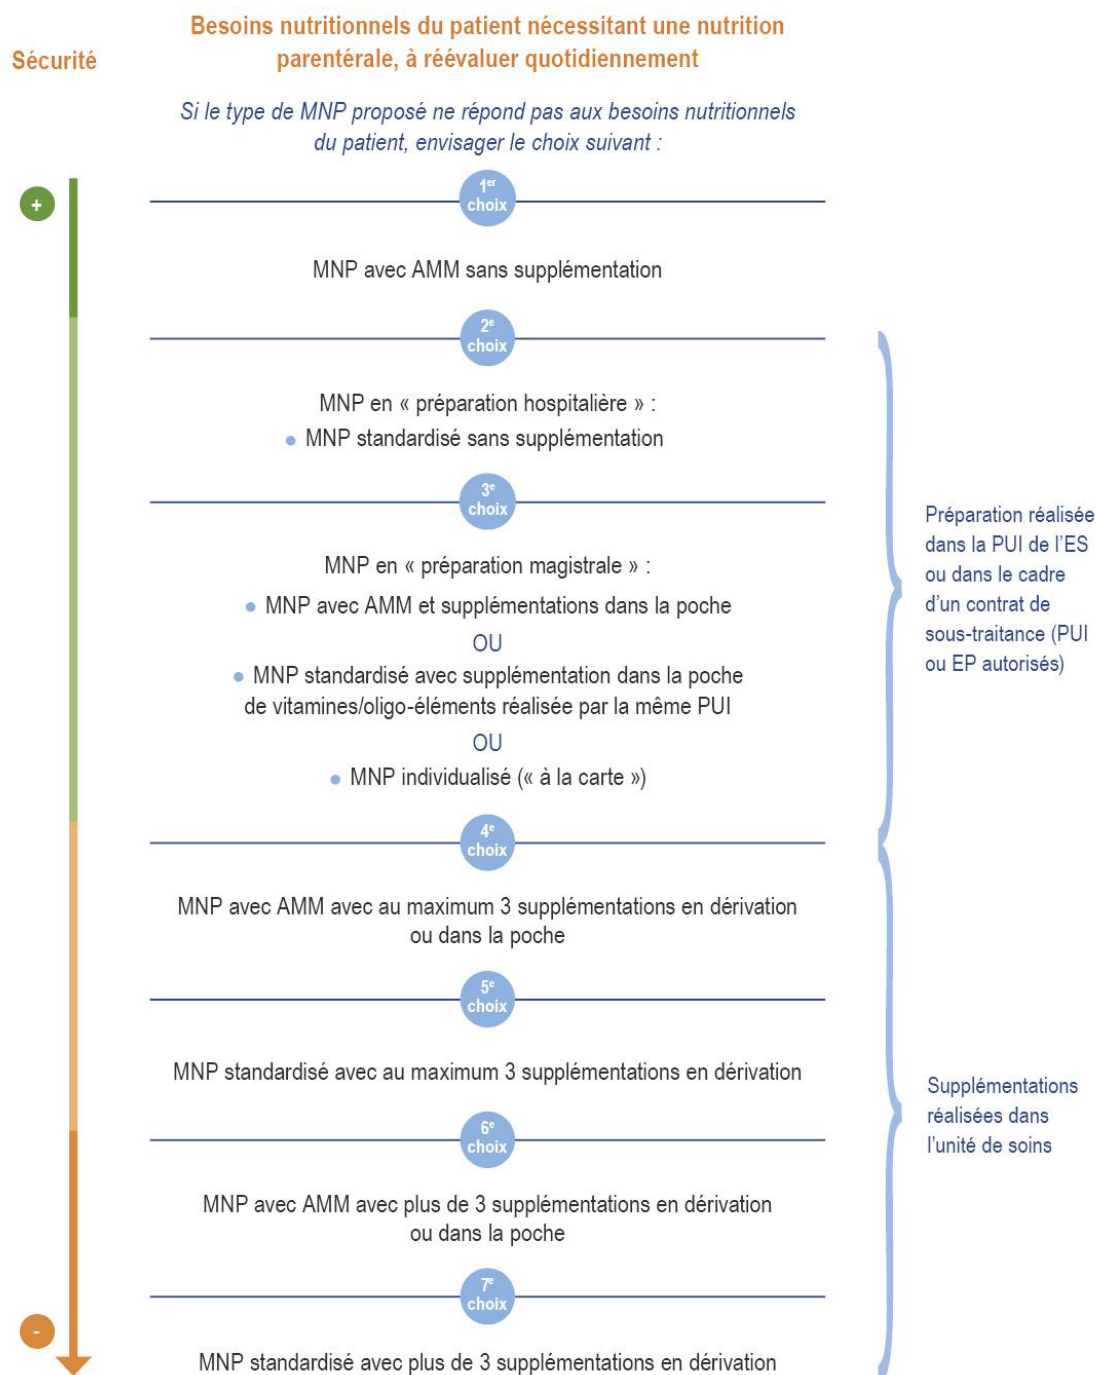 Sécurité
Besoins nutritionnels du patient nécessitant une nutrition
parentérale, à réévaluer quotidiennement
Si le type de MNP proposé ne répond pas aux besoins nutritionnels
du patient, envisager le choix suivant :
+
1er
choix
MNP avec AMM sans supplémentation
2e
choix
MNP en « préparation hospitalière » :
• MNP standardisé sans supplémentation
3e
choix
MNP en « préparation magistrale » :
• MNP avec AMM et supplémentations dans la poche
OU
• MNP standardisé avec supplémentation dans la poche
de vitamines/oligo-éléments réalisée par la même PUI
OU
• MNP individualisé (« à la carte »)
Préparation réalisée
dans la PUI de l’ES
ou dans le cadre
d’un contrat de
sous-traitance (PUI
ou EP autorisés)
4e
choix
MNP avec AMM avec au maximum 3 supplémentations en dérivation
ou dans la poche
5e
choix
MNP standardisé avec au maximum 3 supplémentations en dérivation
6e
choix
MNP avec AMM avec plus de 3 supplémentations en dérivation
ou dans la poche
7e
choix
MNP standardisé avec plus de 3 supplémentations en dérivation
Supplémentations
réalisées dans
l’unité de soins
-